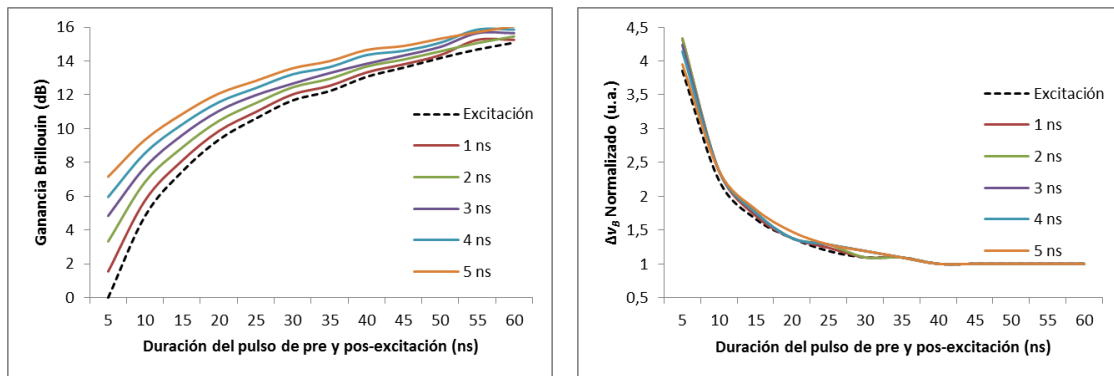 Ganancia Brillouin (dB)
16
14
12
10
8
6
4
2
0
5 10 15 20 25 30 35 40 45 50 55 60
Duración del pulso de pre y pos-excitación (ns)
Excitación
1 ns
2 ns
3 ns
4 ns
5 ns
Δν_B Normalizado (u.a.)
4,5
4
3,5
3
2,5
2
1,5
1
0,5
5 10 15 20 25 30 35 40 45 50 55 60
Duración del pulso de pre y pos-excitación (ns)
Excitación
1 ns
2 ns
3 ns
4 ns
5 ns